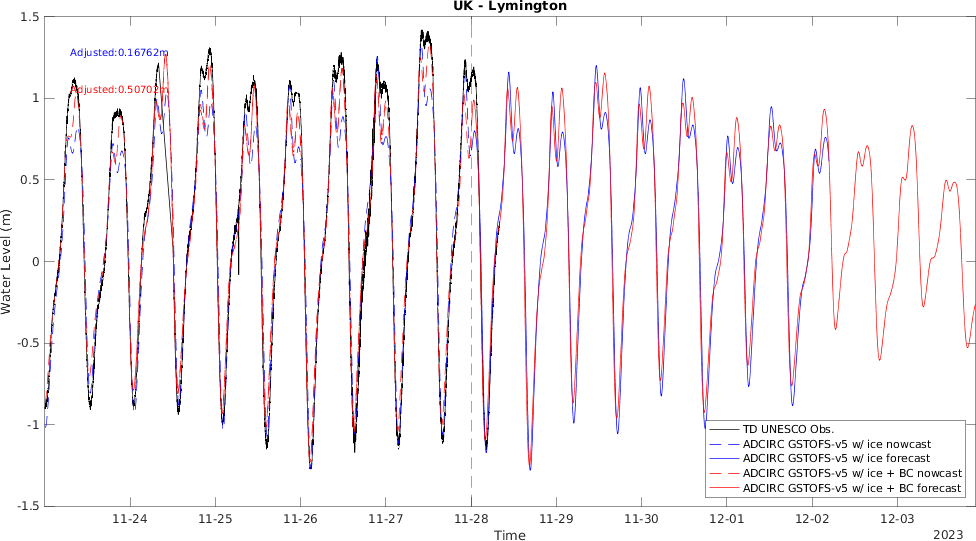 UK - Lymington
1.5
1
0.5
0
-0.5
-1
-1.5
Water Level (m)
Adjusted:0.16762m
Adjusted:0.50702m
TD UNESCO Obs.
ADCIRC GSTOFS-v5 w/ ice nowcast
ADCIRC GSTOFS-v5 w/ ice forecast
ADCIRC GSTOFS-v5 w/ ice + BC nowcast
ADCIRC GSTOFS-v5 w/ ice + BC forecast
11-24 11-25 11-26 11-27 11-28 11-29 11-30 12-01 12-02 12-03
Time
2023